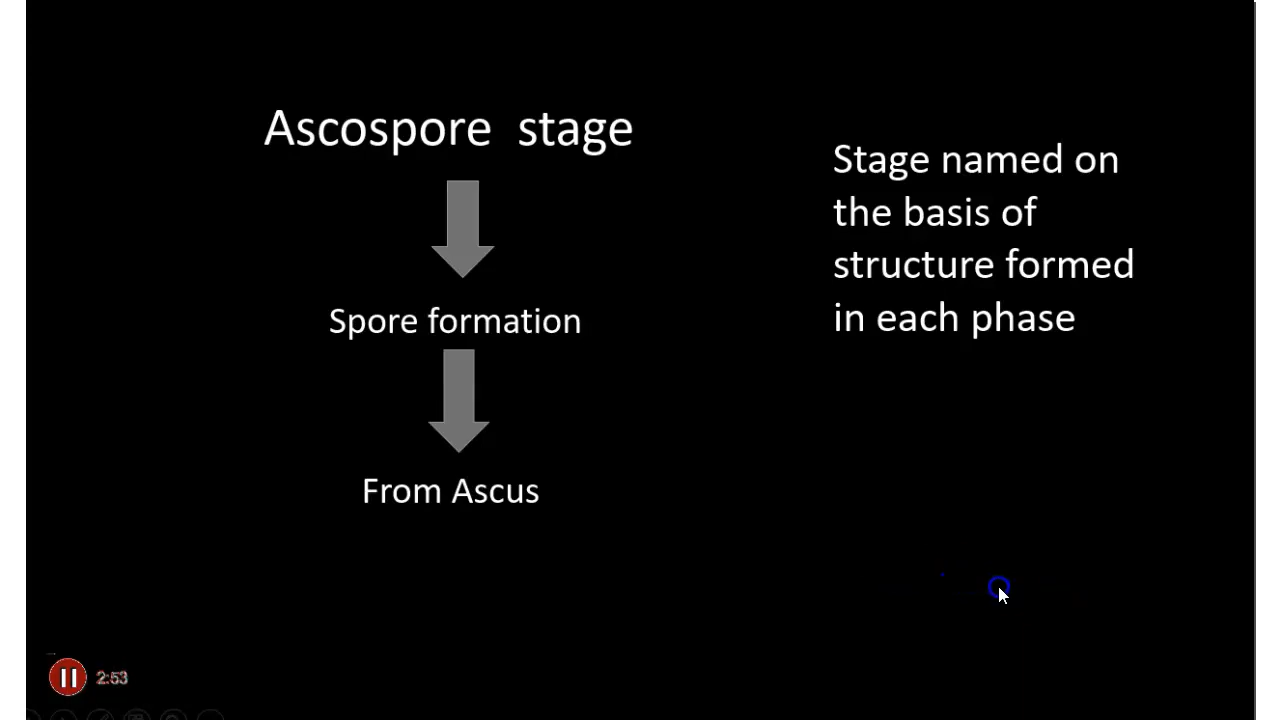 Ascospore stage
Spore formation
From Ascus
Stage named on
the basis of
structure formed
in each phase
2:53